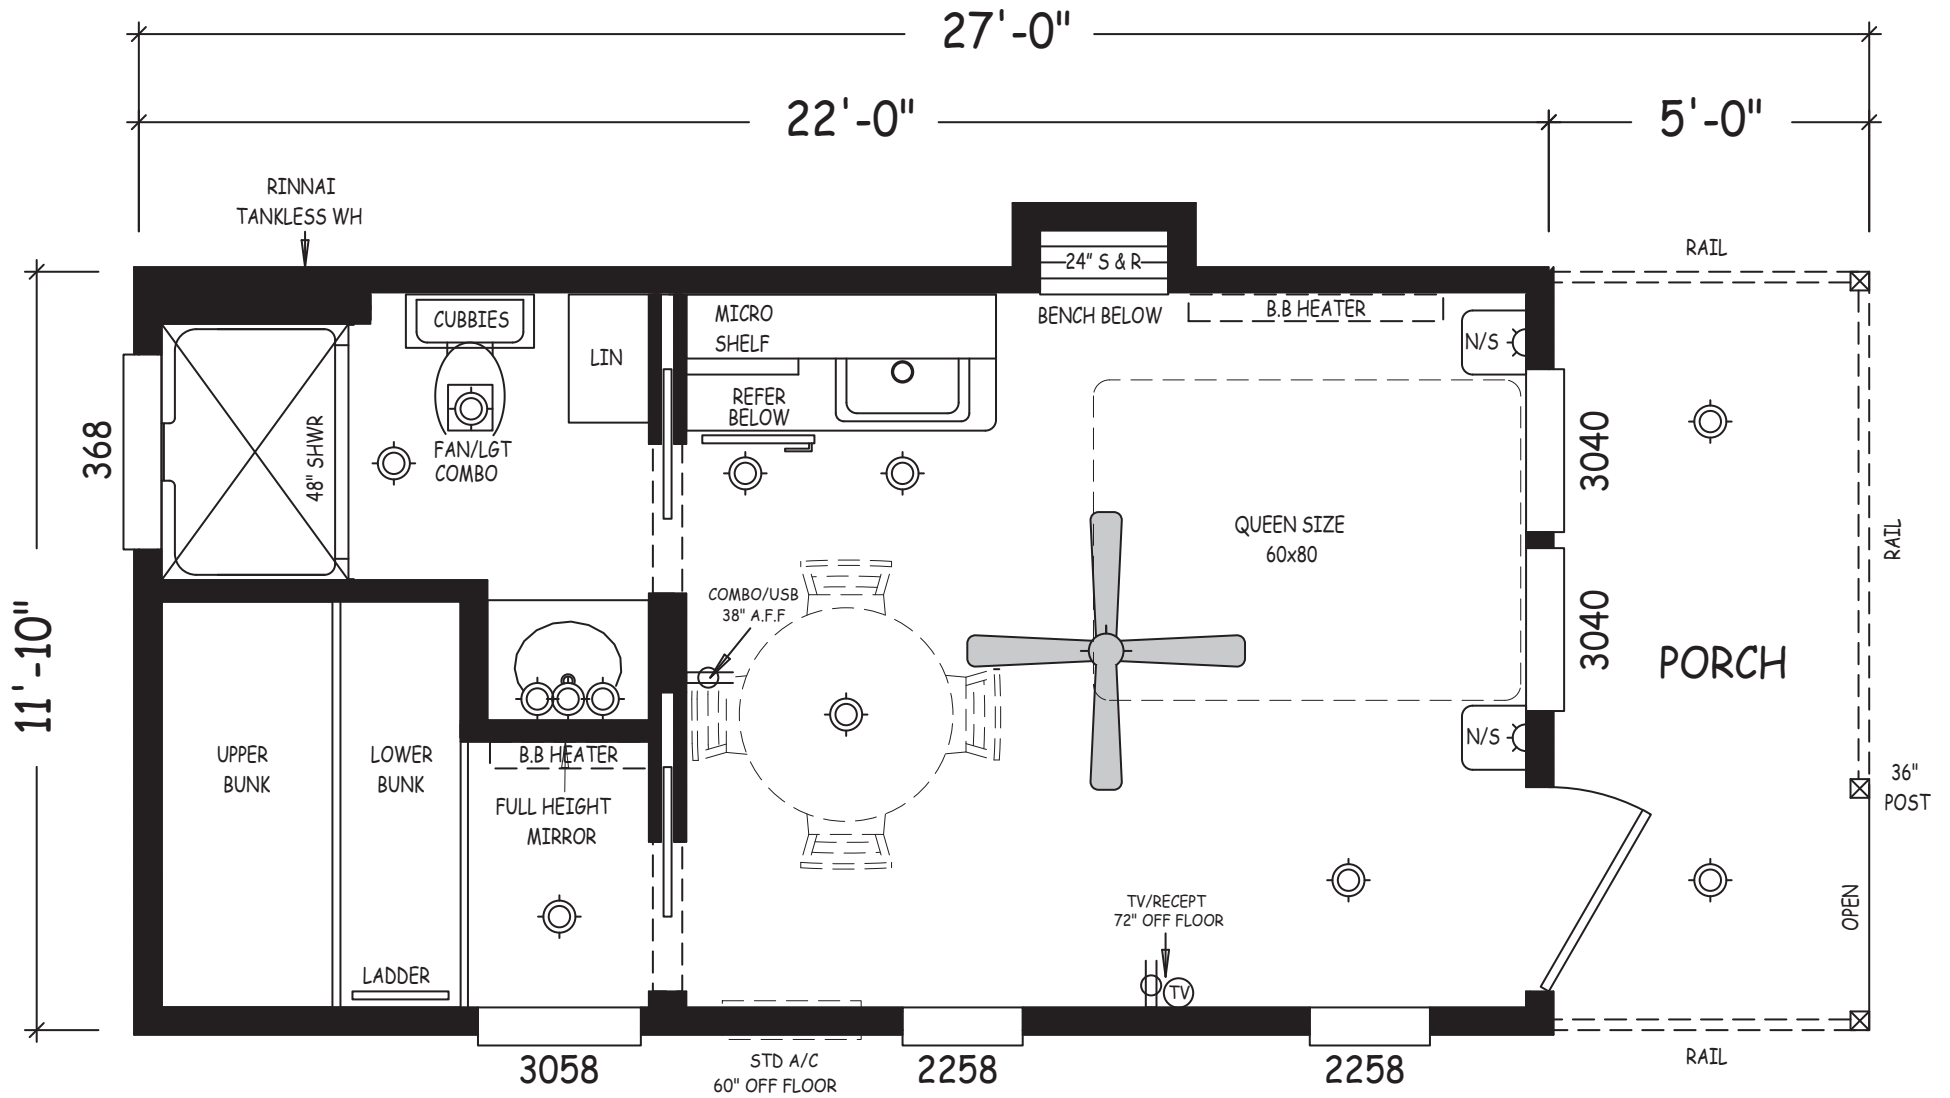 27'-0"
22'-0"
5'-0"
RINNAI
TANKLESS WH
RAIL
24" S & R
BENCH BELOW
B.B HEATER
CUBBIES
MICRO
SHELF
LIN
N/S
REFER
BELOW
368
48" SHWR
FAN/LGT
COMBO
3040
QUEEN SIZE
60x80
RAIL
COMBO/USB
38" A.F.F
3040
PORCH
11'-10"
UPPER
BUNK
LOWER
BUNK
B.B HEATER
N/S
36"
POST
FULL HEIGHT
MIRROR
TV/RECEPT
72" OFF FLOOR
OPEN
LADDER
TV
3058
STD A/C
60" OFF FLOOR
2258
2258
RAIL